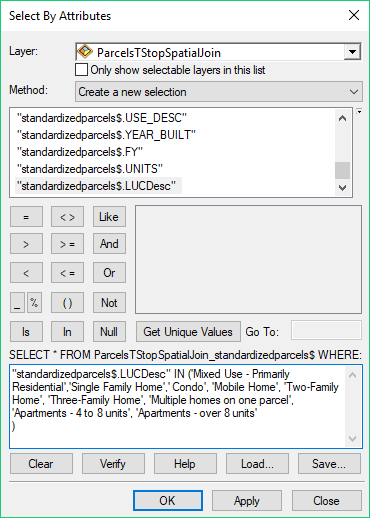 Select By Attributes
Layer: ParcelsTStopSpatialJoin
Only show selectable layers in this list
Method: Create a new selection
"standardizedparcels$.USE_DESC"
"standardizedparcels$.YEAR_BUILT"
"standardizedparcels$.FY"
"standardizedparcels$.UNITS"
"standardizedparcels$.LUCDesc"
= < > Like
> > = And
< < = Or
_ % ( ) Not
Is In Null Get Unique Values Go To:
SELECT * FROM ParcelsTStopSpatialJoin_standardizedparcels$ WHERE:
"standardizedparcels$.LUCDesc" IN ('Mixed Use - Primarily
Residential','Single Family Home',' Condo', 'Mobile Home', 'Two-Family
Home', 'Three-Family Home', 'Multiple homes on one parcel',
'Apartments - 4 to 8 units', 'Apartments - over 8 units'
)
Clear Verify Help Load... Save...
OK Apply Close